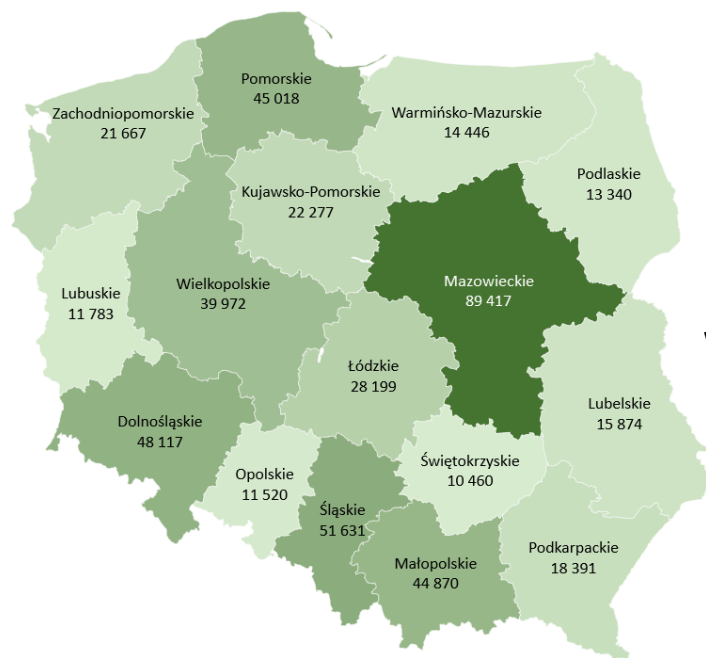 Pomorskie
45 018
Zachodniopomorskie
21 667
Warmińsko-Mazurskie
14 446
Podlaskie
13 340
Kujawsko-Pomorskie
22 277
Mazowieckie
89 417
Wielkopolskie
39 972
Lubuskie
11 783
Łódzkie
28 199
Lubelskie
15 874
Dolnośląskie
48 117
Świętokrzyskie
10 460
Opolskie
11 520
Śląskie
51 631
Podkarpackie
18 391
Małopolskie
44 870